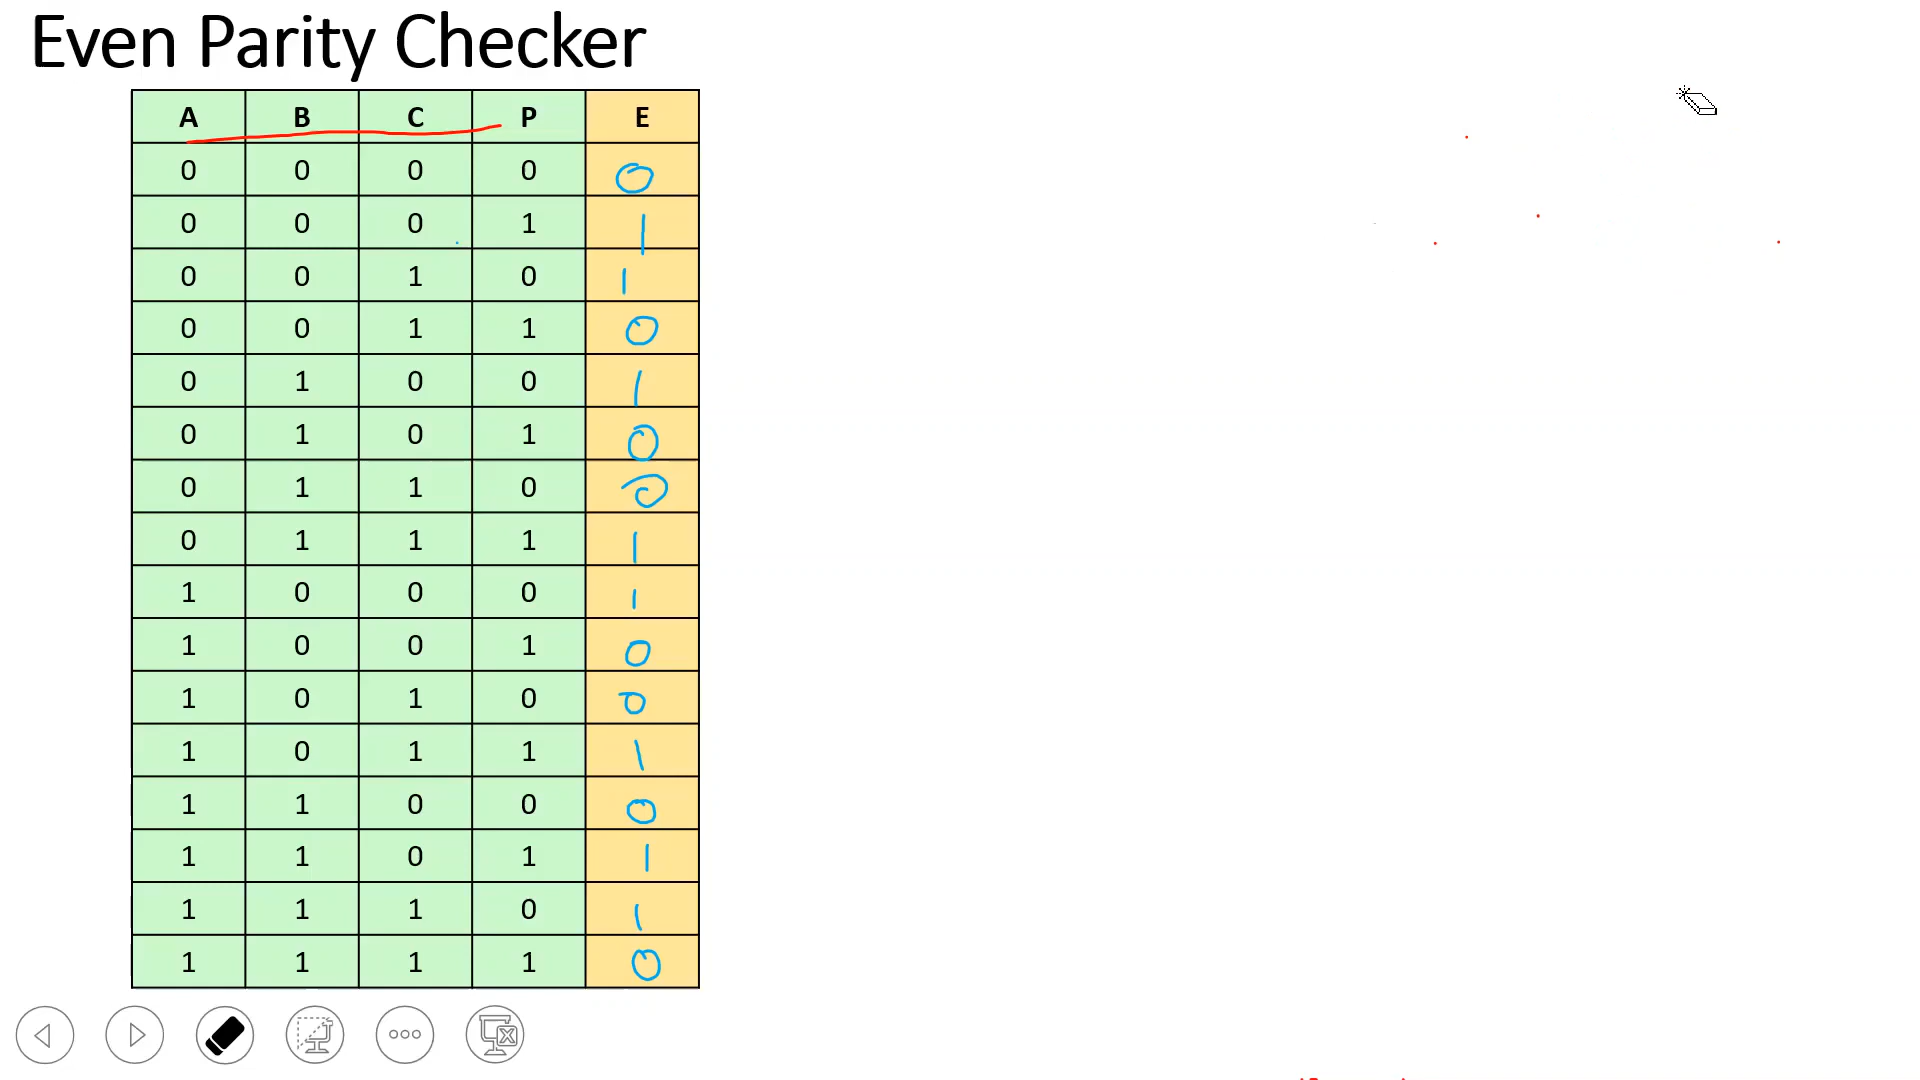 Even Parity Checker
A B C P E
0 0 0 0 0
0 0 0 1 1
0 0 1 0 1
0 0 1 1 0
0 1 0 0 1
0 1 0 1 0
0 1 1 0 0
0 1 1 1 1
1 0 0 0 1
1 0 0 1 0
1 0 1 0 0
1 0 1 1 1
1 1 0 0 0
1 1 0 1 1
1 1 1 0 1
1 1 1 1 0